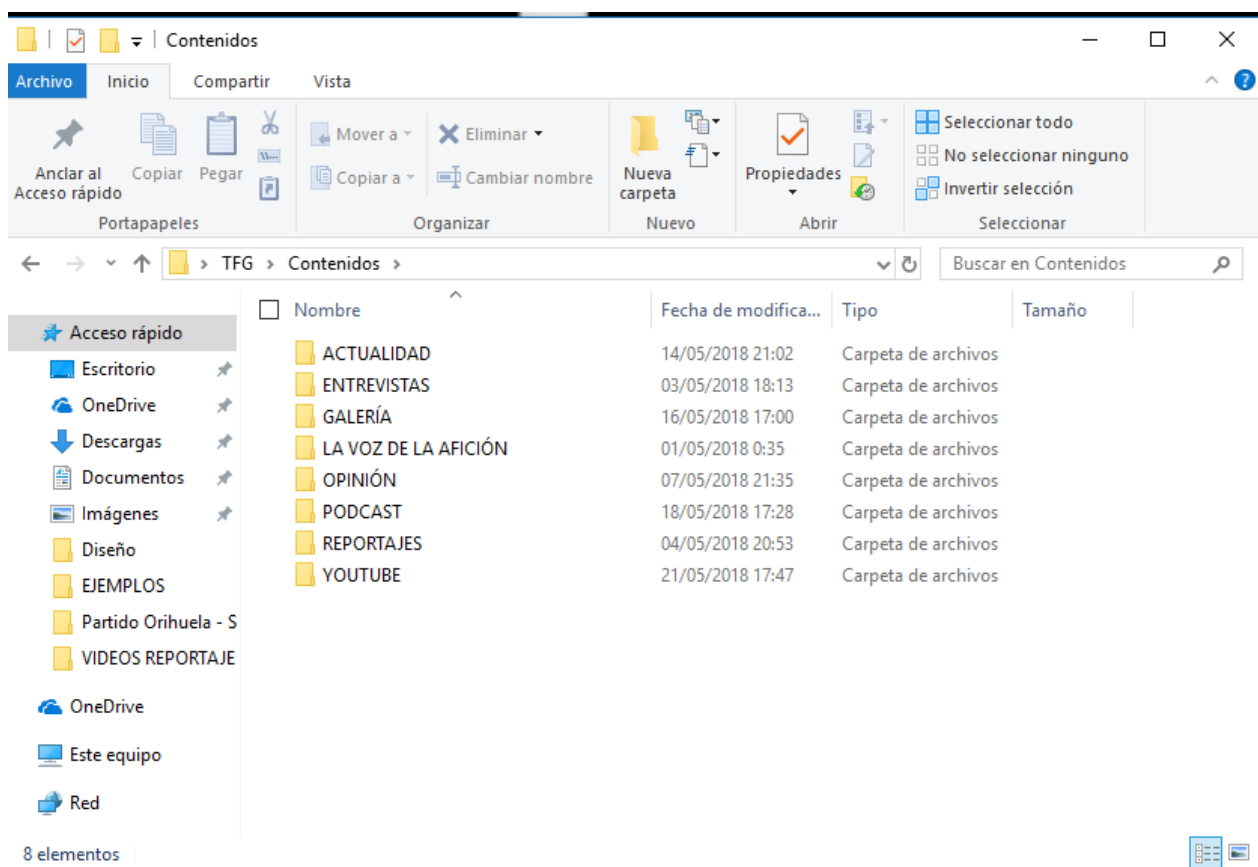 Contenidos
Archivo Inicio Compartir Vista
Anclar al Acceso rápido Copiar Pegar
Mover a Eliminar
Copiar a Cambiar nombre
Nueva carpeta
Propiedades
Seleccionar todo
No seleccionar ninguno
Invertir selección
Portapapeles Organizar Nuevo Abrir Seleccionar
TFG Contenidos Buscar en Contenidos
Nombre Fecha de modifica... Tipo Tamaño
Acceso rápido
Escritorio
OneDrive
Descargas
Documentos
Imágenes
Diseño
EJEMPLOS
Partido Orihuela - S
VIDEOS REPORTAJE
OneDrive
Este equipo
Red
ACTUALIDAD 14/05/2018 21:02 Carpeta de archivos
ENTREVISTAS 03/05/2018 18:13 Carpeta de archivos
GALERÍA 16/05/2018 17:00 Carpeta de archivos
LA VOZ DE LA AFICIÓN 01/05/2018 0:35 Carpeta de archivos
OPINIÓN 07/05/2018 21:35 Carpeta de archivos
PODCAST 18/05/2018 17:28 Carpeta de archivos
REPORTAJES 04/05/2018 20:53 Carpeta de archivos
YOUTUBE 21/05/2018 17:47 Carpeta de archivos
8 elementos